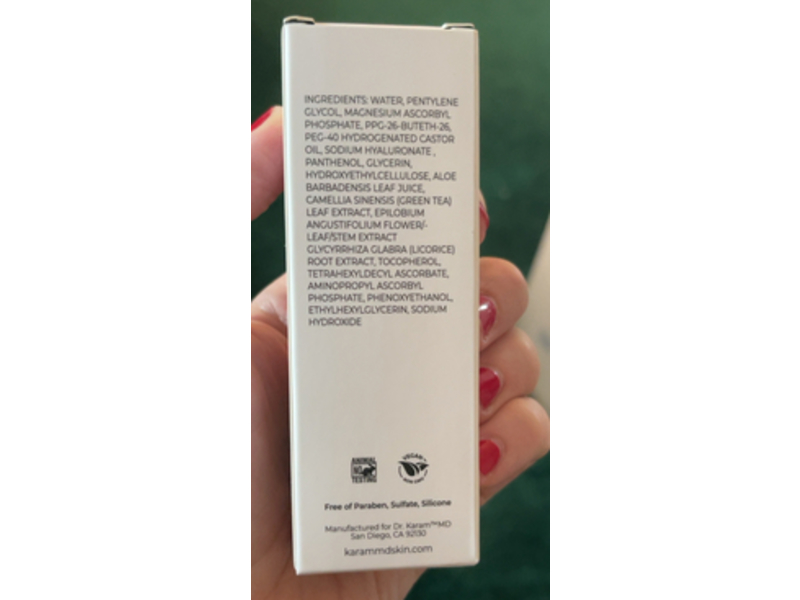 INGREDIENTS: WATER, PENTYLENE
GLYCOL, MAGNESIUM ASCORBYL
PHOSPHATE, PPG-26-BUTETH-26,
PEG-40 HYDROGENATED CASTOR
OIL, SODIUM HYALURONATE ,
PANTHENOL, GLYCERIN,
HYDROXYETHYLCELLULOSE, ALOE
BARBADENSIS LEAF JUICE,
CAMELLIA SINENSIS (GREEN TEA)
LEAF EXTRACT, EPILOBIUM
ANGUSTIFOLIUM FLOWER/-
LEAF/STEM EXTRACT
GLYCYRRHIZA GLABRA (LICORICE)
ROOT EXTRACT, TOCOPHEROL,
TETRAHEXYLDECYL ASCORBATE,
AMINOPROPYL ASCORBYL
PHOSPHATE, PHENOXYETHANOL,
ETHYLHEXYLGLYCERIN, SODIUM
HYDROXIDE
ANIMAL
NO
TESTING
VEGAN
Free of Paraben, Sulfate, Silicone
Manufactured for Dr. Karam™MD
San Diego, CA 92130
karammdskin.com